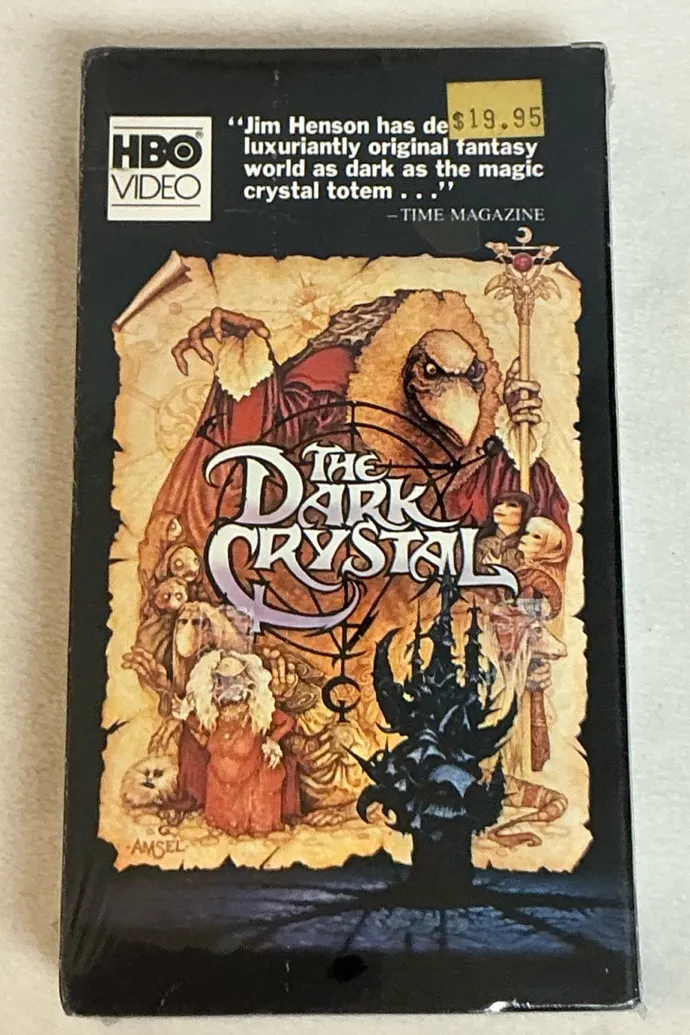 HBO®
VIDEO
$19.95
“Jim Henson has de
luxuriantly original fantasy
world as dark as the magic
crystal totem . . .”
–TIME MAGAZINE
THE
DARK
CRYSTAL
AMSEL